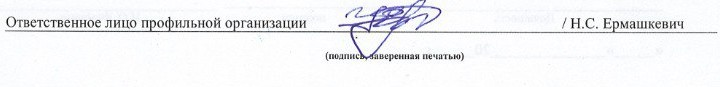 Ответственное лицо профильной организации / Н.С. Ермашкевич
(подпись, заверенная печатью)